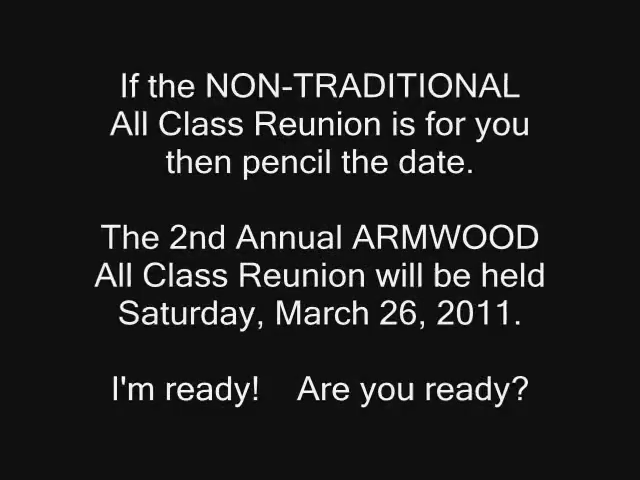 If the NON-TRADITIONAL
All Class Reunion is for you
then pencil the date.
The 2nd Annual ARMWOOD
All Class Reunion will be held
Saturday, March 26, 2011.
I'm ready! Are you ready?